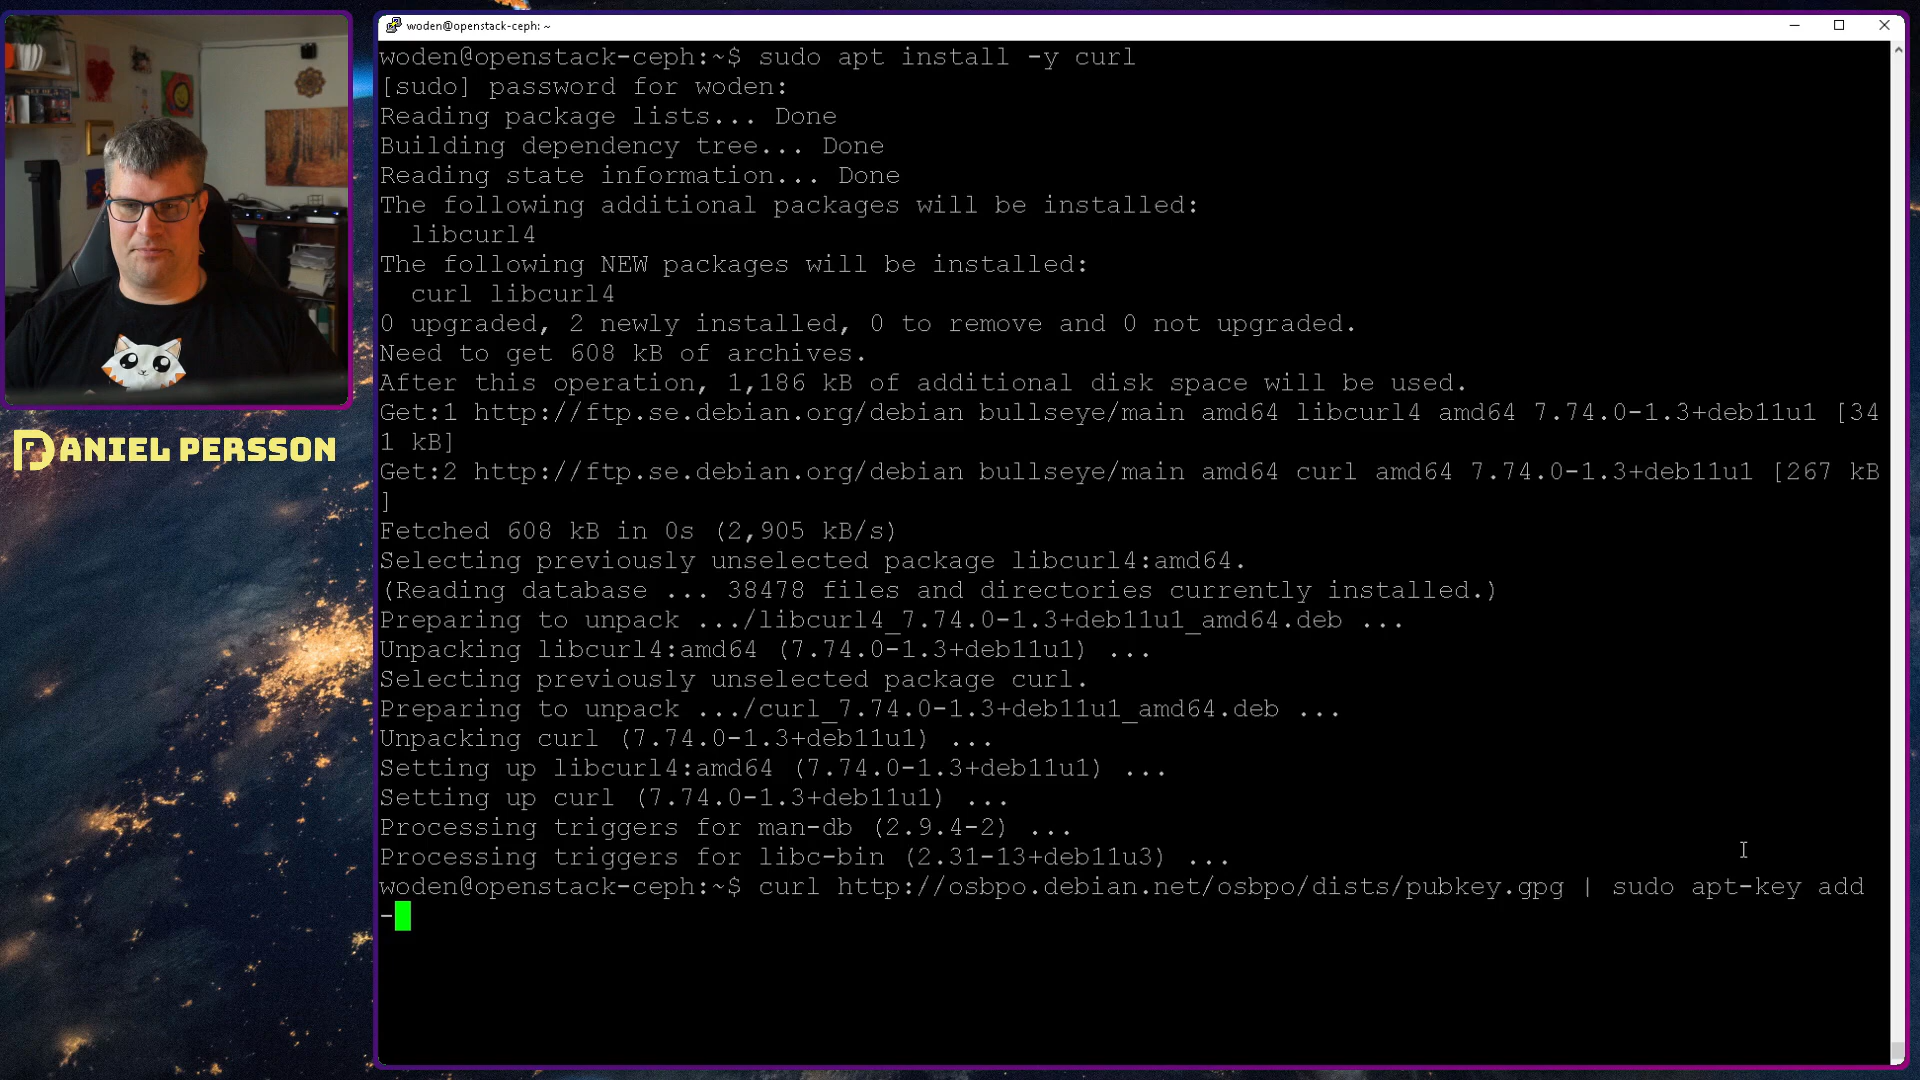 woden@openstack-ceph: ~
woden@openstack-ceph:~$ sudo apt install -y curl
[sudo] password for woden:
Reading package lists... Done
Building dependency tree... Done
Reading state information... Done
The following additional packages will be installed:
  libcurl4
The following NEW packages will be installed:
  curl libcurl4
0 upgraded, 2 newly installed, 0 to remove and 0 not upgraded.
Need to get 608 kB of archives.
After this operation, 1,186 kB of additional disk space will be used.
Get:1 http://ftp.se.debian.org/debian bullseye/main amd64 libcurl4 amd64 7.74.0-1.3+deb11u1 [34
1 kB]
Get:2 http://ftp.se.debian.org/debian bullseye/main amd64 curl amd64 7.74.0-1.3+deb11u1 [267 kB
]
Fetched 608 kB in 0s (2,905 kB/s)
Selecting previously unselected package libcurl4:amd64.
(Reading database ... 38478 files and directories currently installed.)
Preparing to unpack .../libcurl4_7.74.0-1.3+deb11u1_amd64.deb ...
Unpacking libcurl4:amd64 (7.74.0-1.3+deb11u1) ...
Selecting previously unselected package curl.
Preparing to unpack .../curl_7.74.0-1.3+deb11u1_amd64.deb ...
Unpacking curl (7.74.0-1.3+deb11u1) ...
Setting up libcurl4:amd64 (7.74.0-1.3+deb11u1) ...
Setting up curl (7.74.0-1.3+deb11u1) ...
Processing triggers for man-db (2.9.4-2) ...
Processing triggers for libc-bin (2.31-13+deb11u3) ...
woden@openstack-ceph:~$ curl http://osbpo.debian.net/osbpo/dists/pubkey.gpg | sudo apt-key add
-
DANIEL PERSSON